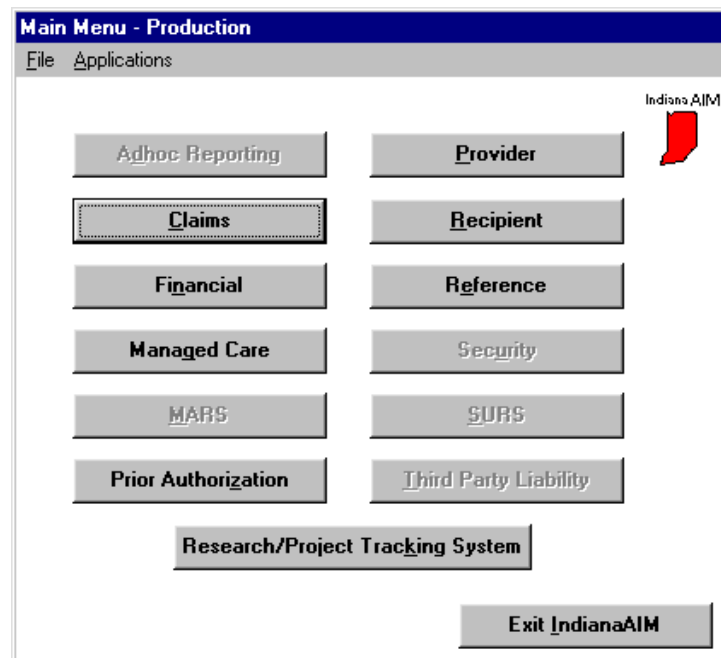 Main Menu - Production
File Applications
Indiana AIM
Adhoc Reporting Provider
Claims Recipient
Financial Reference
Managed Care Security
MARS SURS
Prior Authorization Third Party Liability
Research/Project Tracking System
Exit IndianaAIM